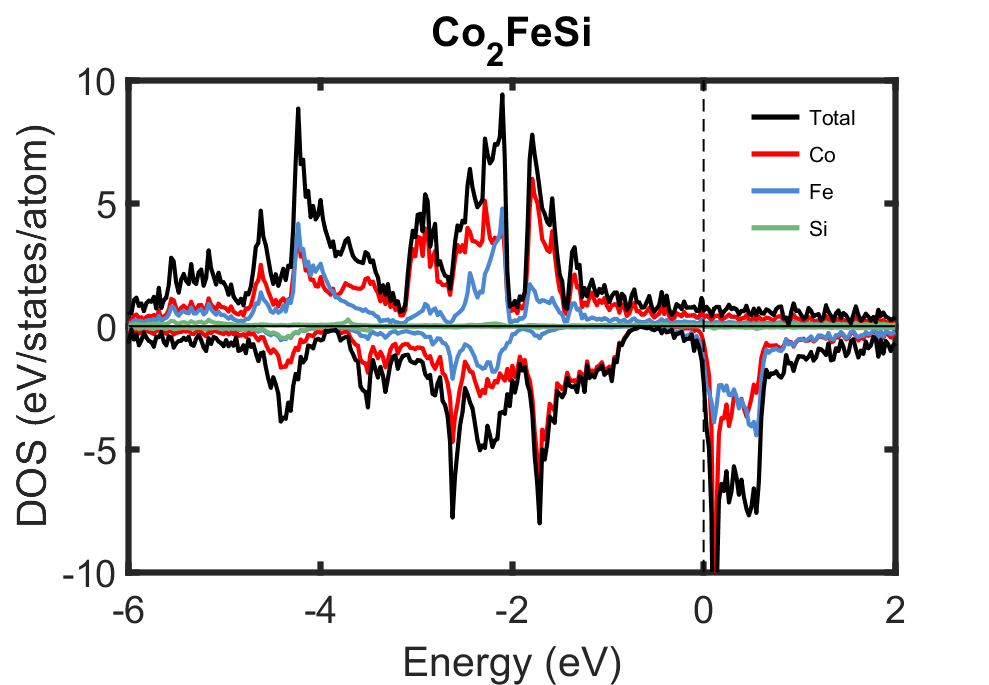 Co₂FeSi
10
5
0
-5
-10
DOS (eV/states/atom)
Total
Co
Fe
Si
-6 -4 -2 0 2
Energy (eV)